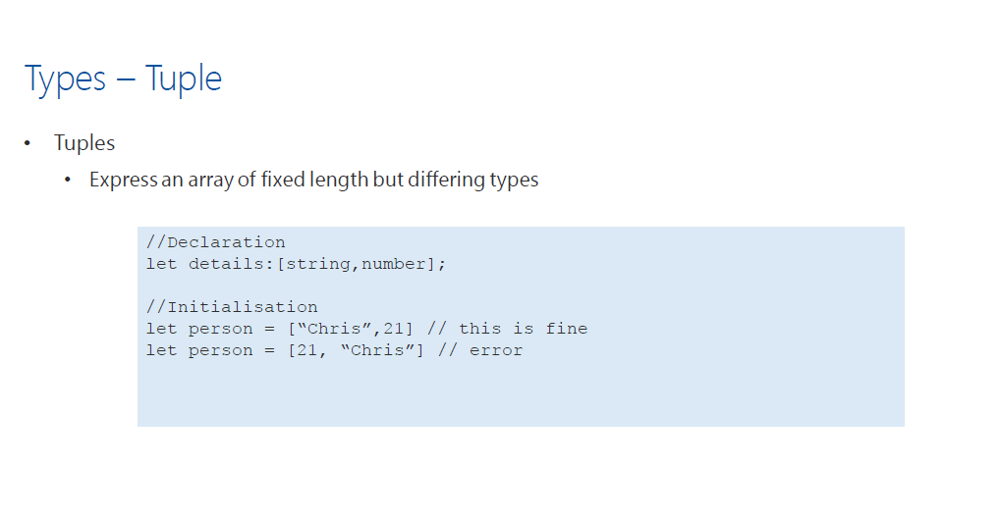 Types – Tuple
• Tuples
• Express an array of fixed length but differing types
//Declaration
let details:[string,number];
//Initialisation
let person = [“Chris”,21] // this is fine
let person = [21, “Chris”] // error